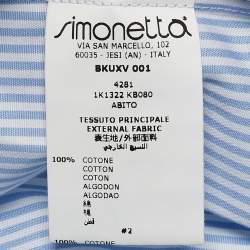 simonetta
VIA SAN MARCELLO, 102
60035 - JESI (AN) - ITALY
BKUXV 001
4281
1K1322 KB080
ABITO
TESSUTO PRINCIPALE
EXTERNAL FABRIC
表生地/外部面料
النسيج الخارجي
100% COTONE
COTTON
COTON
ALGODON
ALGODAO
綿
棉
قطن
100% COTONE
#2